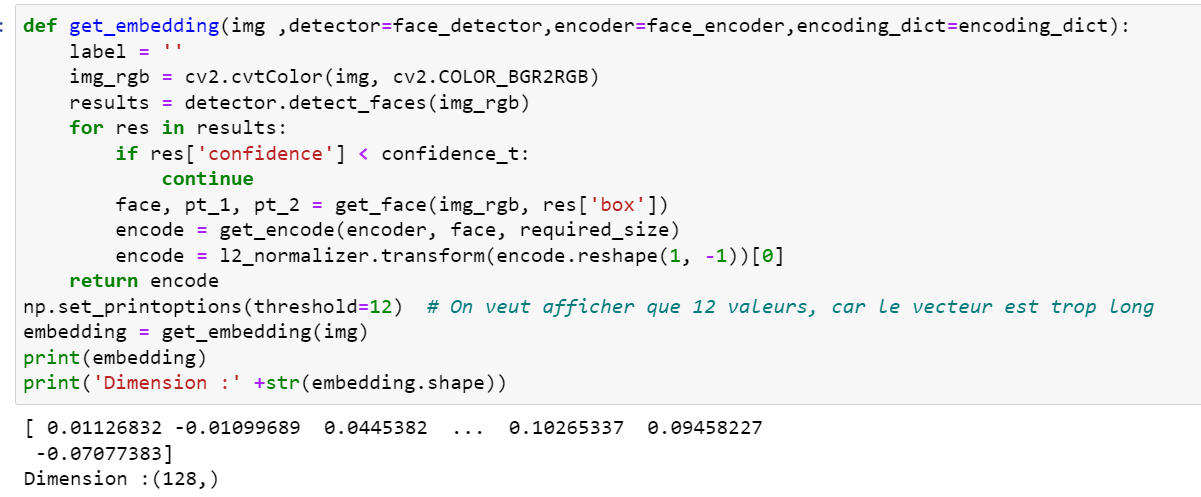 : def get_embedding(img ,detector=face_detector,encoder=face_encoder,encoding_dict=encoding_dict):
    label = ''
    img_rgb = cv2.cvtColor(img, cv2.COLOR_BGR2RGB)
    results = detector.detect_faces(img_rgb)
    for res in results:
        if res['confidence'] < confidence_t:
            continue
        face, pt_1, pt_2 = get_face(img_rgb, res['box'])
        encode = get_encode(encoder, face, required_size)
        encode = l2_normalizer.transform(encode.reshape(1, -1))[0]
    return encode
np.set_printoptions(threshold=12)  # On veut afficher que 12 valeurs, car le vecteur est trop long
embedding = get_embedding(img)
print(embedding)
print('Dimension :' +str(embedding.shape))
[ 0.01126832 -0.01099689  0.0445382  ...  0.10265337  0.09458227
 -0.07077383]
Dimension :(128,)